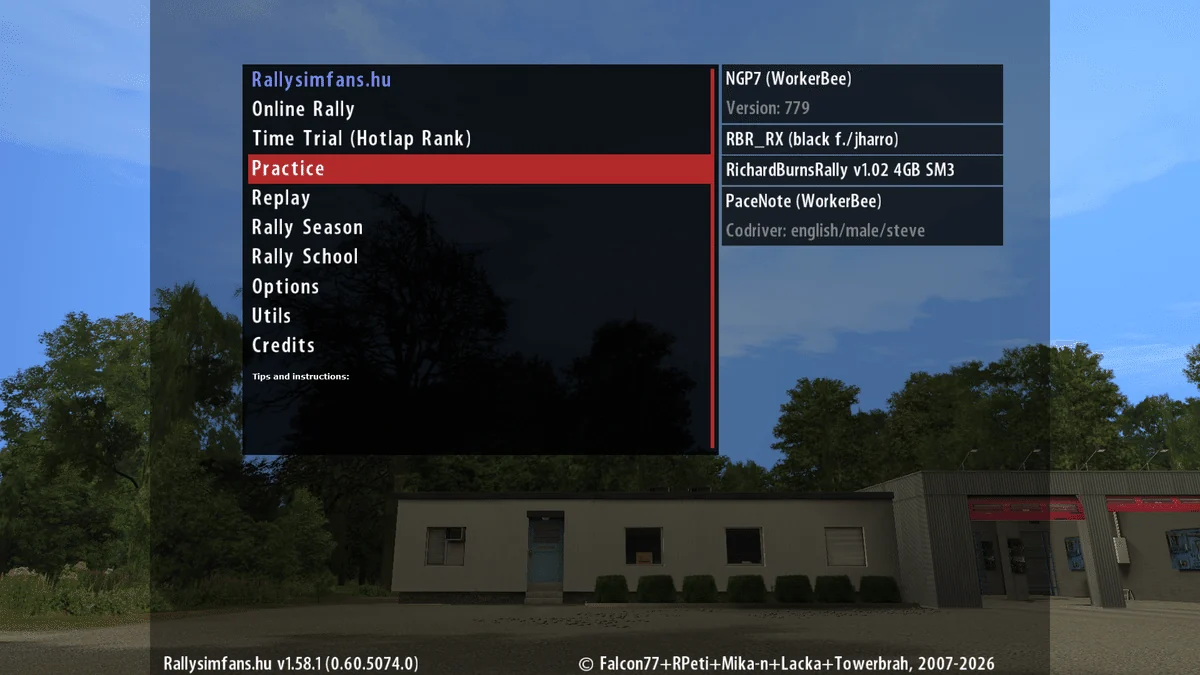 Rallysimfans.hu
Online Rally
Time Trial (Hotlap Rank)
Practice
Replay
Rally Season
Rally School
Options
Utils
Credits
Tips and instructions:
NGP7 (WorkerBee)
Version: 779
RBR_RX (black f./jharro)
RichardBurnsRally v1.02 4GB SM3
PaceNote (WorkerBee)
Codriver: english/male/steve
Rallysimfans.hu v1.58.1 (0.60.5074.0)
© Falcon77+RPeti+Mika-n+Lacka+Towerbrah, 2007-2026